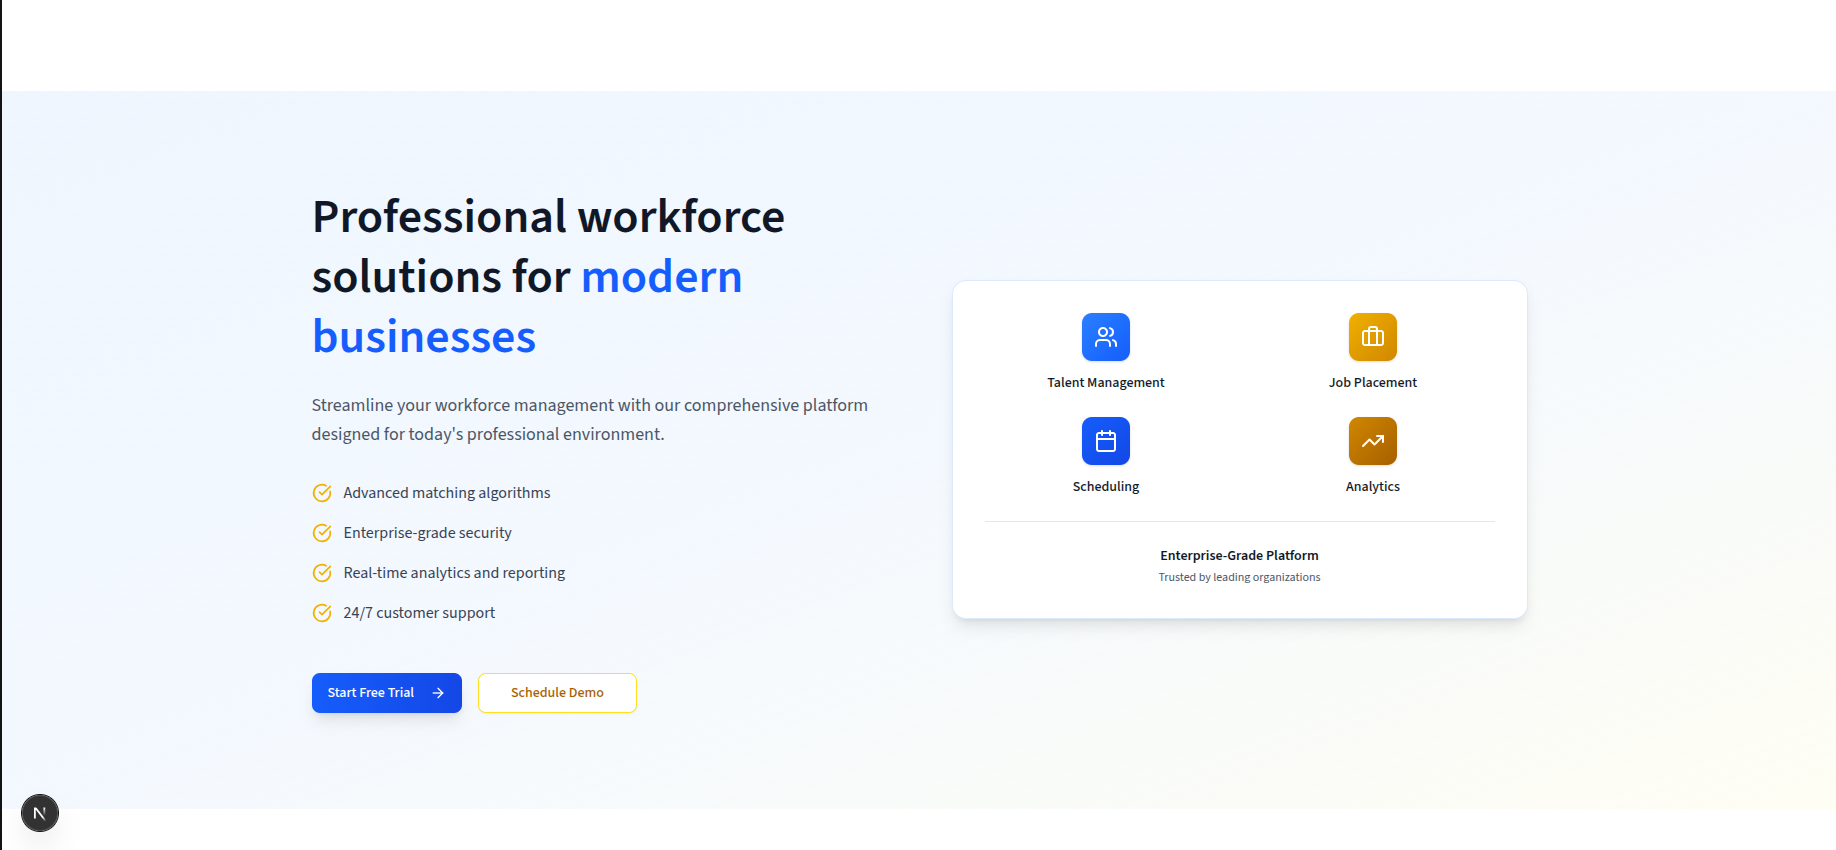 Professional workforce
solutions for modern
businesses
Streamline your workforce management with our comprehensive platform
designed for today's professional environment.
Advanced matching algorithms
Enterprise-grade security
Real-time analytics and reporting
24/7 customer support
Start Free Trial
Schedule Demo
Talent Management
Job Placement
Scheduling
Analytics
Enterprise-Grade Platform
Trusted by leading organizations
N